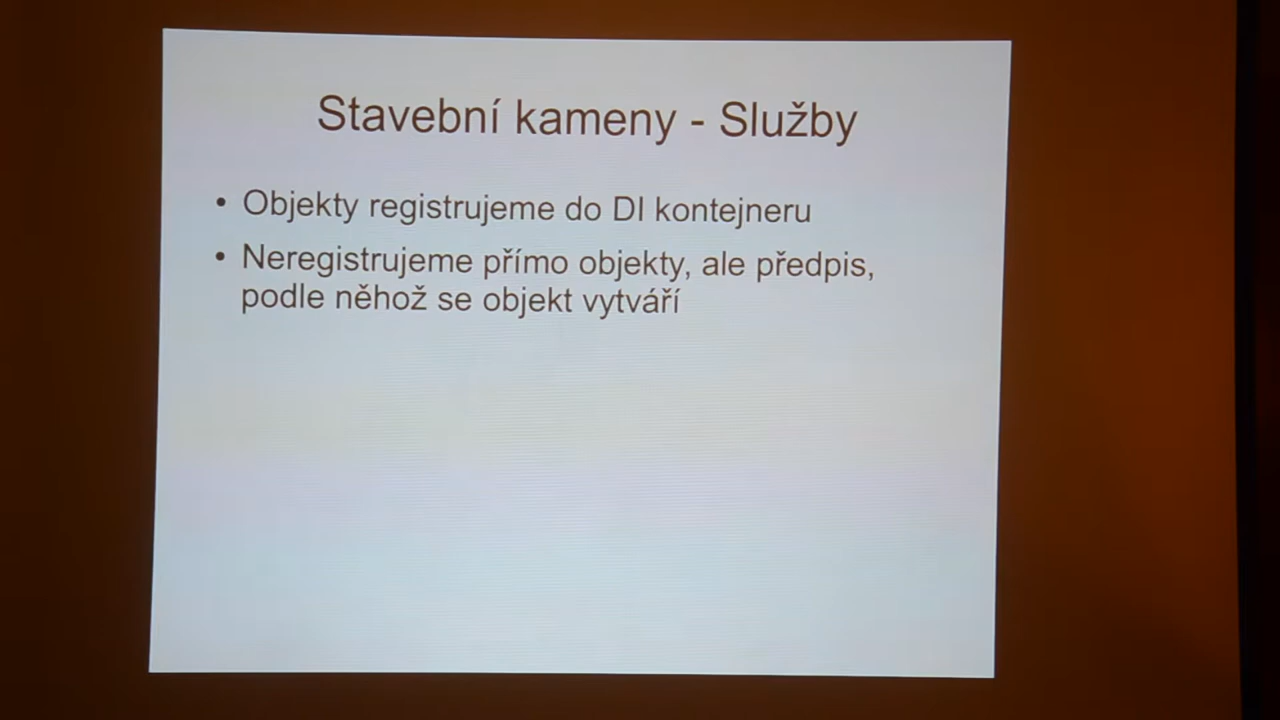 Stavební kameny - Služby
• Objekty registrujeme do DI kontejneru
• Neregistrujeme přímo objekty, ale předpis,
podle něhož se objekt vytváří